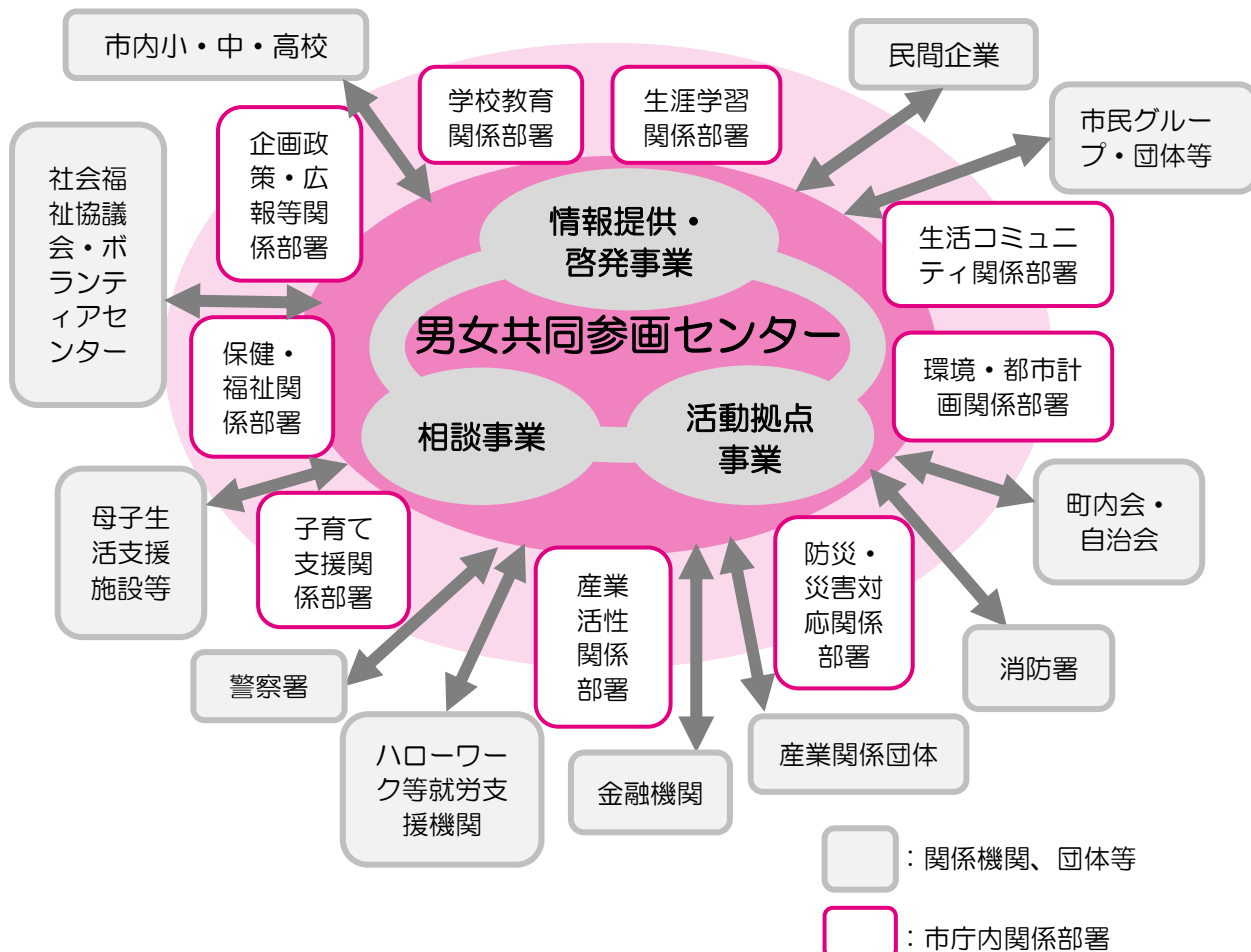 市内小・中・高校
民間企業
学校教育
関係部署
生涯学習
関係部署
市民グルー
プ・団体等
企画政
策・広
報等関
係部署
社会福
祉協議
会・ボ
ランテ
ィアセ
ンター
情報提供・
啓発事業
生活コミュニ
ティ関係部署
男女共同参画センター
保健・
福祉関
係部署
環境・都市計
画関係部署
相談事業
活動拠点
事業
母子生
活支援
施設等
子育て
支援関
係部署
産業
活性
関係
部署
防災・
災害対
応関係
部署
町内会・
自治会
警察署
消防署
ハローワー
ク等就労支
援機関
金融機関
産業関係団体
：関係機関、団体等
：市庁内関係部署